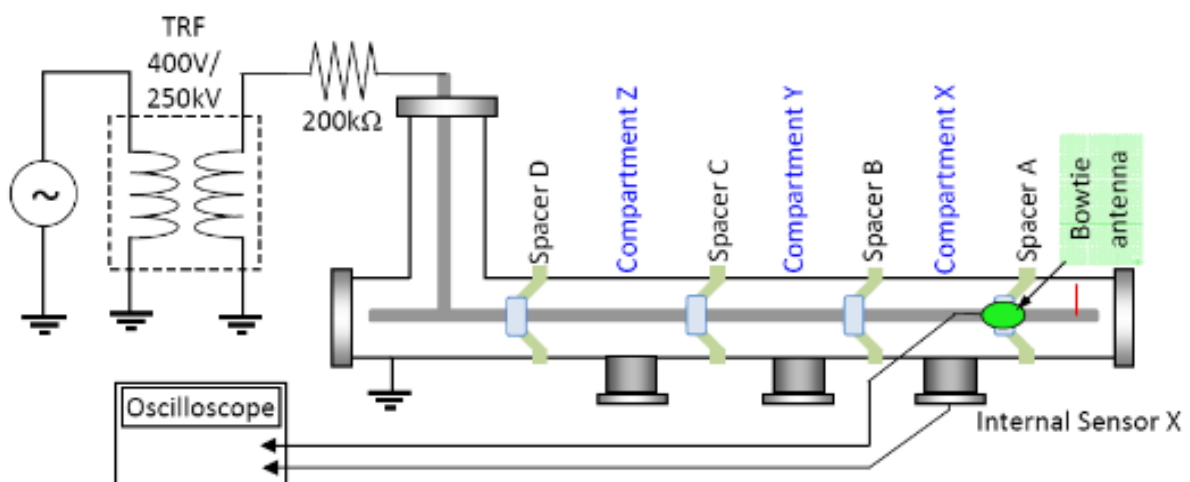 TRF
400V/
250kV
200kΩ
~
Spacer D
Compartment Z
Spacer C
Compartment Y
Spacer B
Compartment X
Spacer A
Bowtie
antenna
Oscilloscope
Internal Sensor X